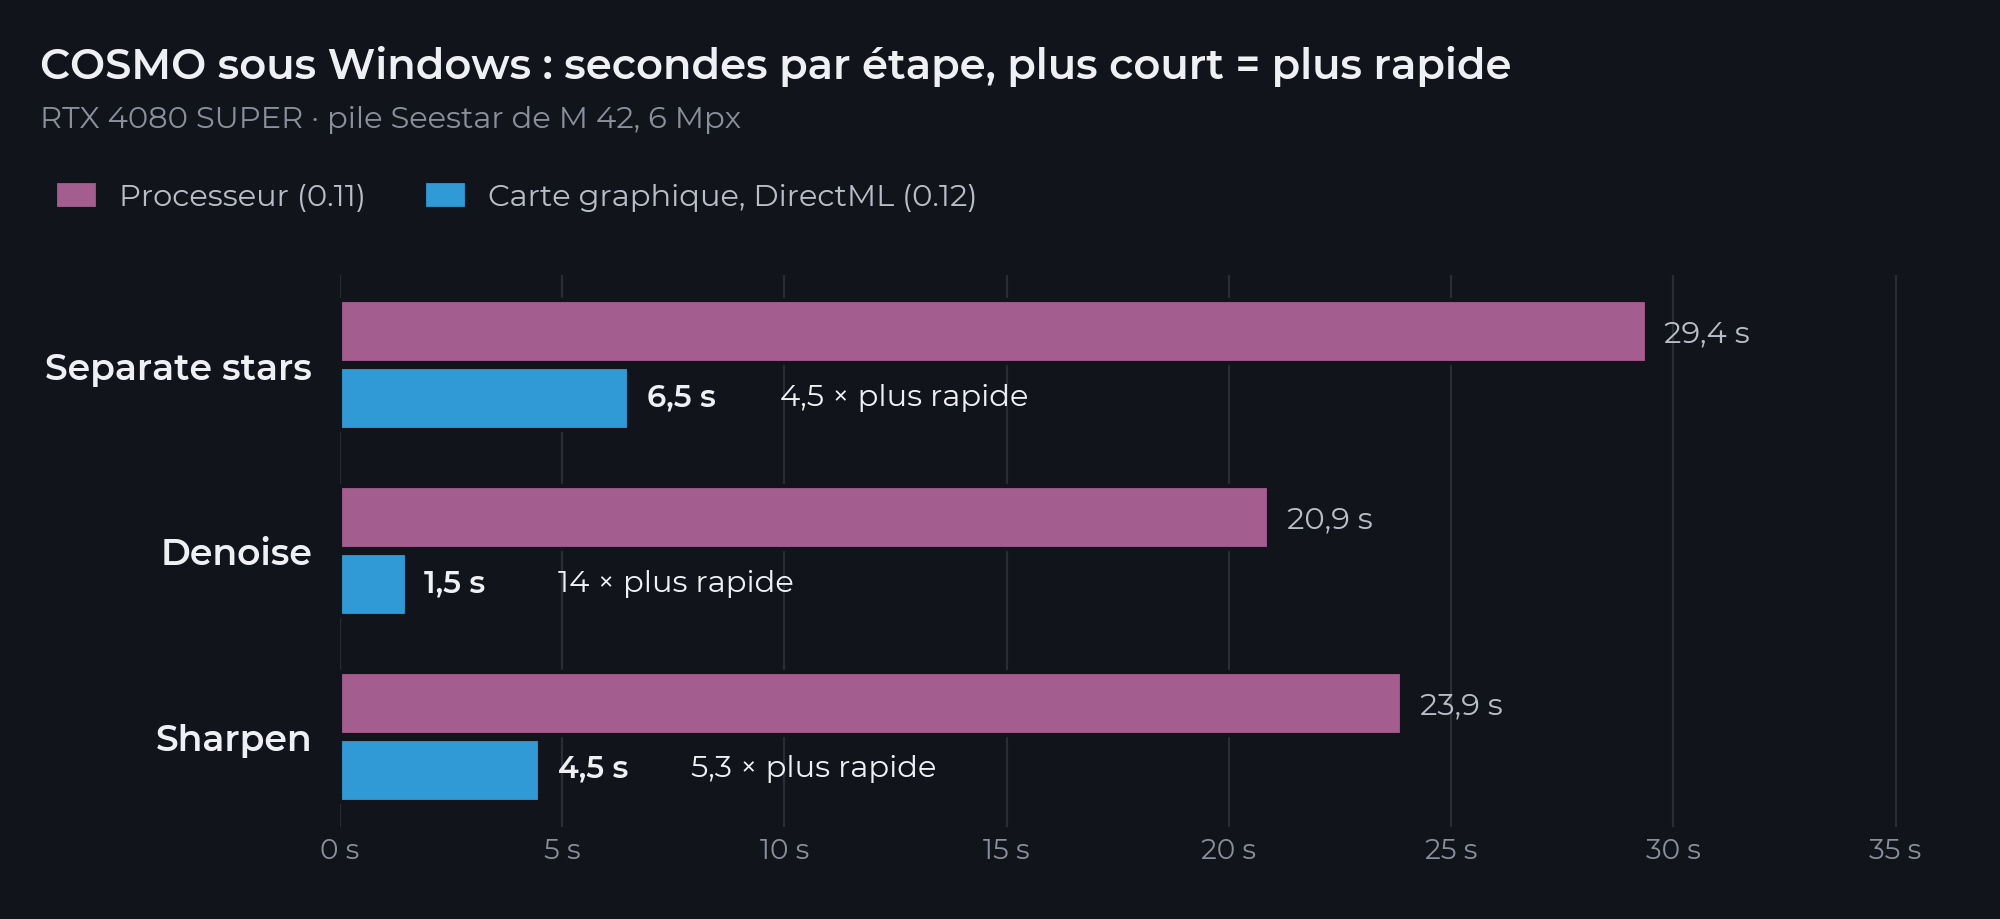 COSMO sous Windows : secondes par étape, plus court = plus rapide
RTX 4080 SUPER · pile Seestar de M 42, 6 Mpx
Processeur (0.11)
Carte graphique, DirectML (0.12)
Separate stars
29,4 s
6,5 s
4,5 × plus rapide
Denoise
20,9 s
1,5 s
14 × plus rapide
Sharpen
23,9 s
4,5 s
5,3 × plus rapide
0 s
5 s
10 s
15 s
20 s
25 s
30 s
35 s